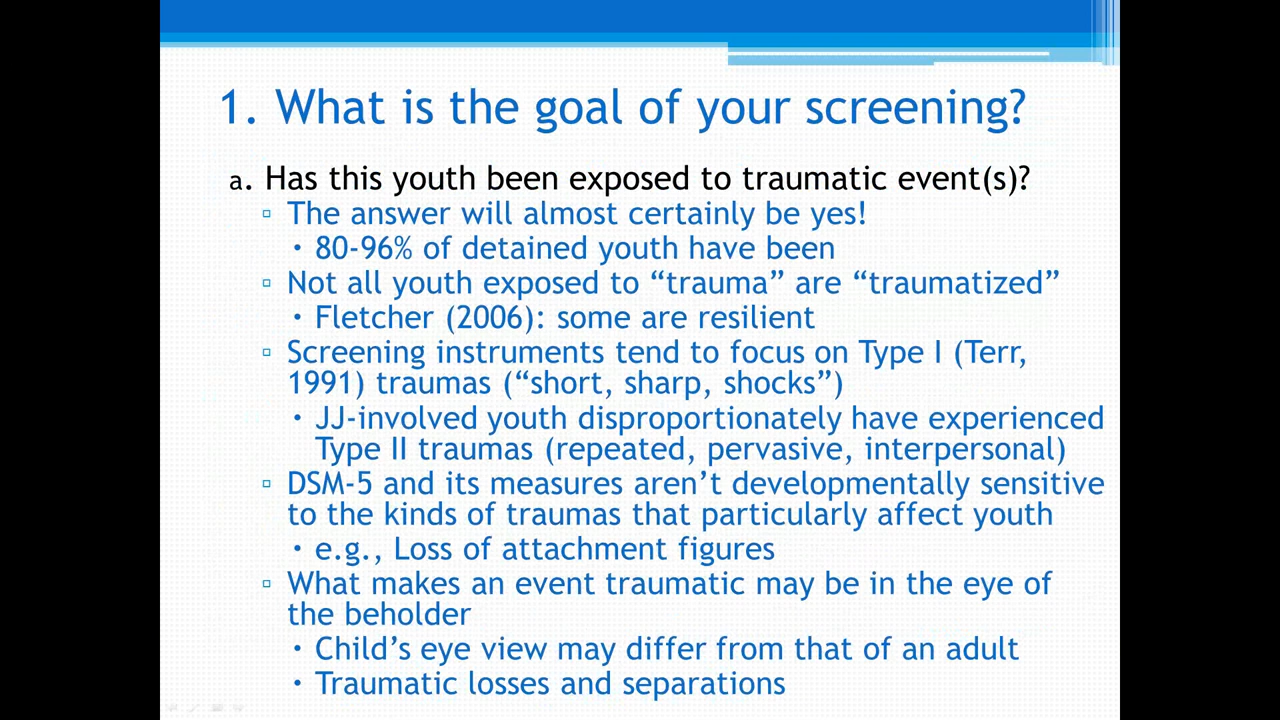 1. What is the goal of your screening?
a. Has this youth been exposed to traumatic event(s)?
▫ The answer will almost certainly be yes!
• 80-96% of detained youth have been
▫ Not all youth exposed to “trauma” are “traumatized”
• Fletcher (2006): some are resilient
▫ Screening instruments tend to focus on Type I (Terr,
1991) traumas (“short, sharp, shocks”)
• JJ-involved youth disproportionately have experienced
Type II traumas (repeated, pervasive, interpersonal)
▫ DSM-5 and its measures aren’t developmentally sensitive
to the kinds of traumas that particularly affect youth
• e.g., Loss of attachment figures
▫ What makes an event traumatic may be in the eye of
the beholder
• Child’s eye view may differ from that of an adult
• Traumatic losses and separations